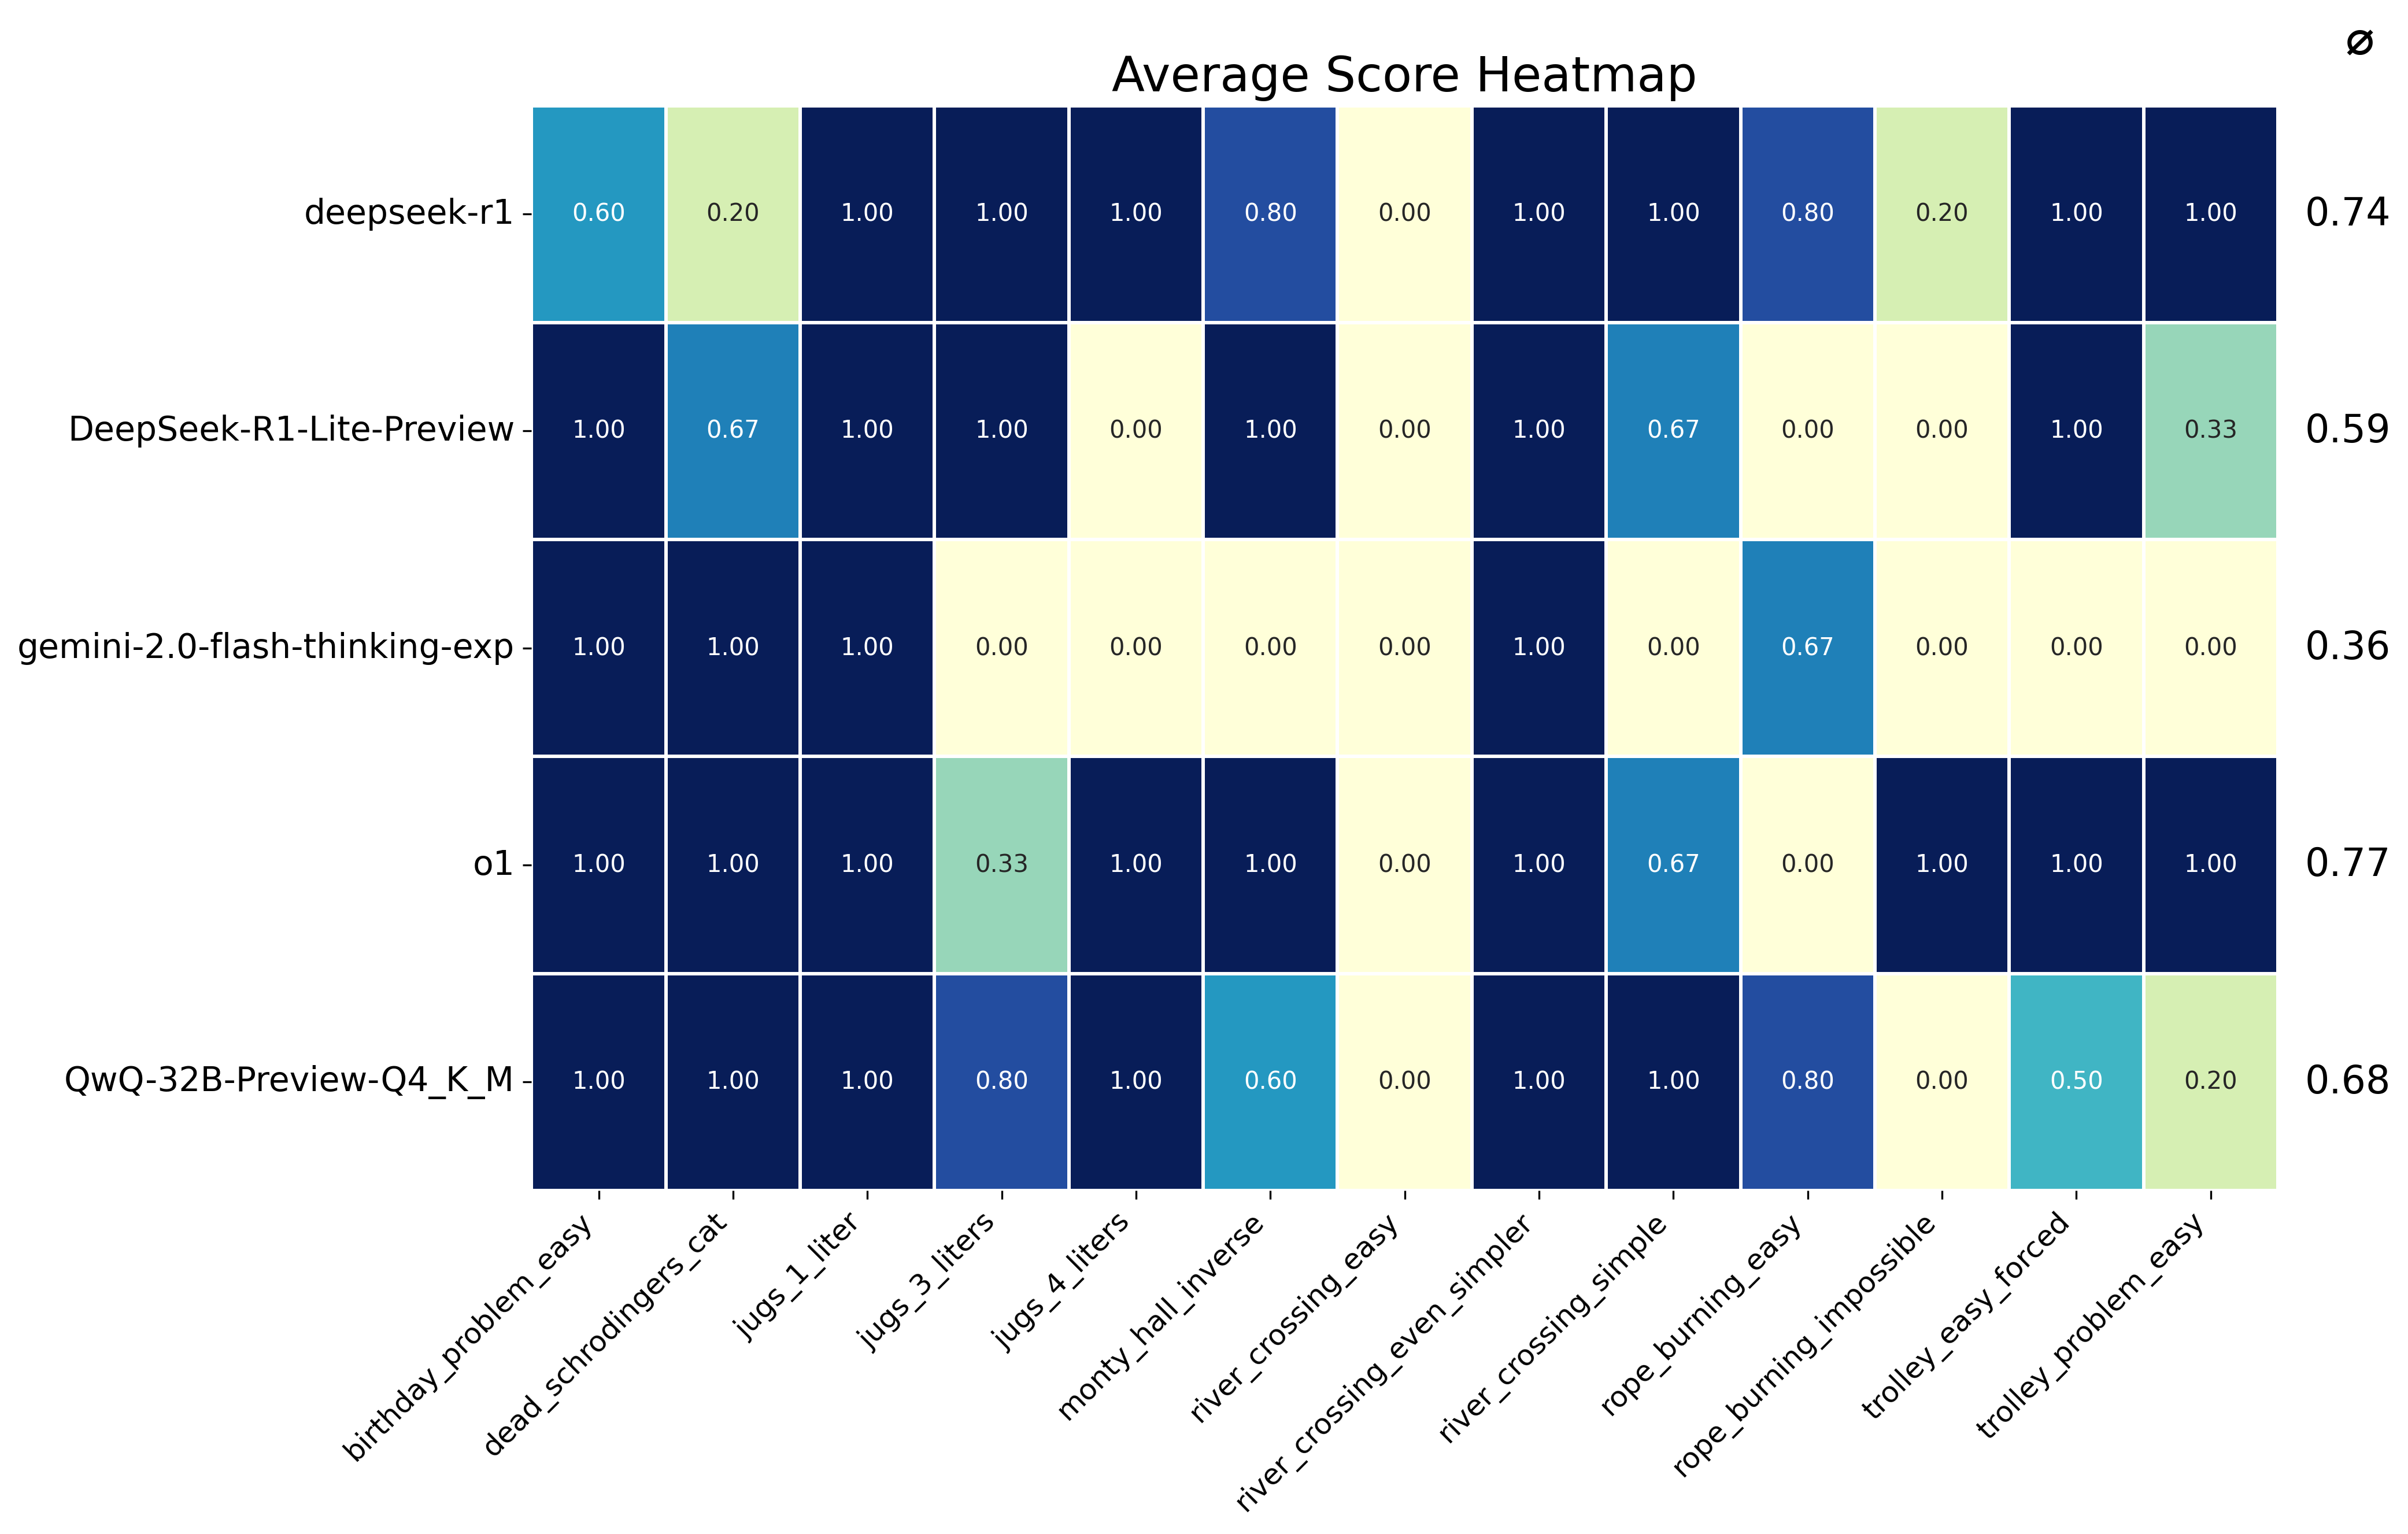 ⌀
Average Score Heatmap
deepseek-r1 0.60 0.20 1.00 1.00 1.00 0.80 0.00 1.00 1.00 0.80 0.20 1.00 1.00 0.74
DeepSeek-R1-Lite-Preview 1.00 0.67 1.00 1.00 0.00 1.00 0.00 1.00 0.67 0.00 0.00 1.00 0.33 0.59
gemini-2.0-flash-thinking-exp 1.00 1.00 1.00 0.00 0.00 0.00 0.00 1.00 0.00 0.67 0.00 0.00 0.00 0.36
o1 1.00 1.00 1.00 0.33 1.00 1.00 0.00 1.00 0.67 0.00 1.00 1.00 1.00 0.77
QwQ-32B-Preview-Q4_K_M 1.00 1.00 1.00 0.80 1.00 0.60 0.00 1.00 1.00 0.80 0.00 0.50 0.20 0.68
birthday_problem_easy
dead_schrodingers_cat
jugs_1_liter
jugs_3_liters
jugs_4_liters
monty_hall_inverse
river_crossing_easy
river_crossing_even_simpler
river_crossing_simple
rope_burning_easy
rope_burning_impossible
trolley_easy_forced
trolley_problem_easy